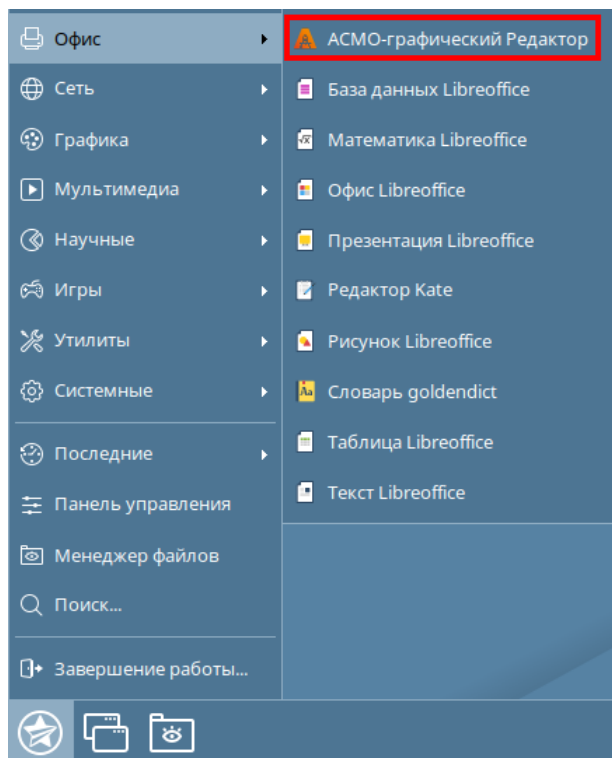 Офис
Сеть
Графика
Мультимедиа
Научные
Игры
Утилиты
Системные
Последние
Панель управления
Менеджер файлов
Поиск...
Завершение работы...
АСМО-графический Редактор
База данных Libreoffice
Математика Libreoffice
Офис Libreoffice
Презентация Libreoffice
Редактор Kate
Рисунок Libreoffice
Словарь goldendict
Таблица Libreoffice
Текст Libreoffice